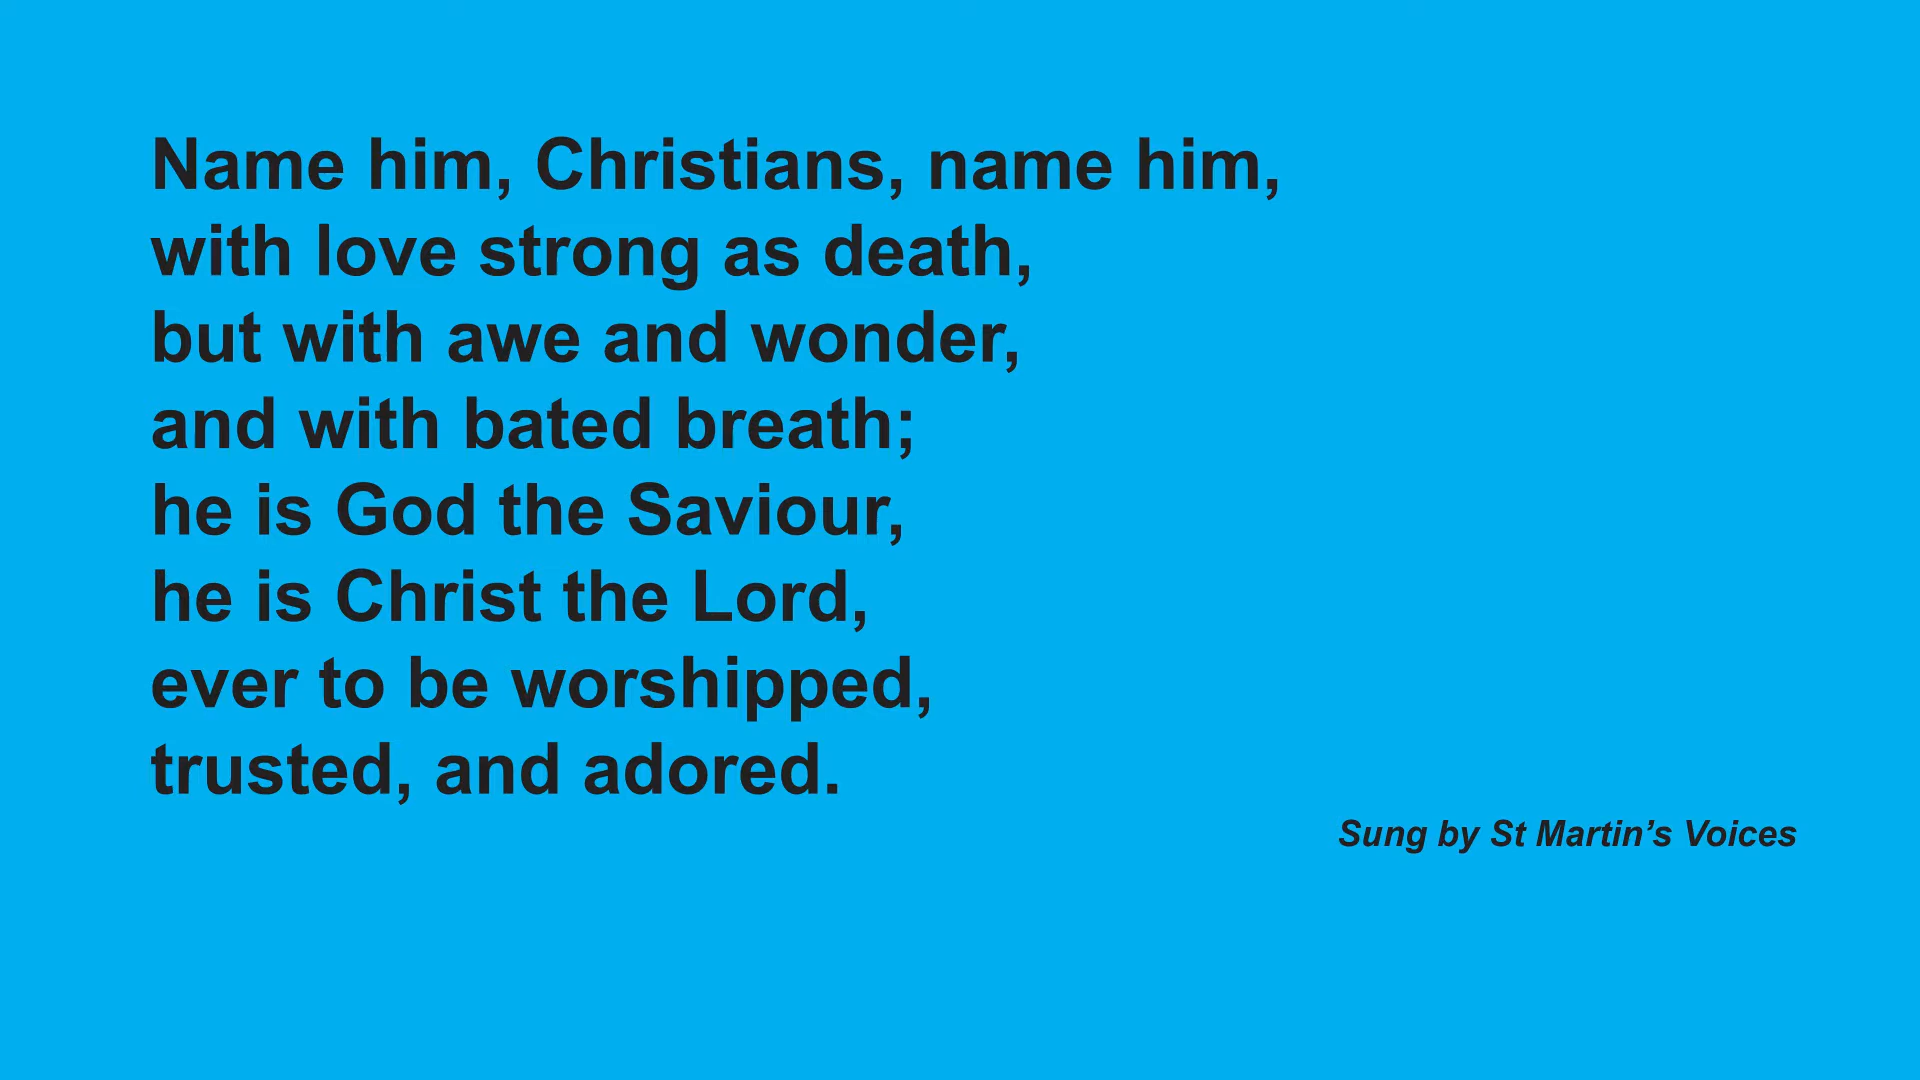 Name him, Christians, name him,
with love strong as death,
but with awe and wonder,
and with bated breath;
he is God the Saviour,
he is Christ the Lord,
ever to be worshipped,
trusted, and adored.
Sung by St Martin’s Voices